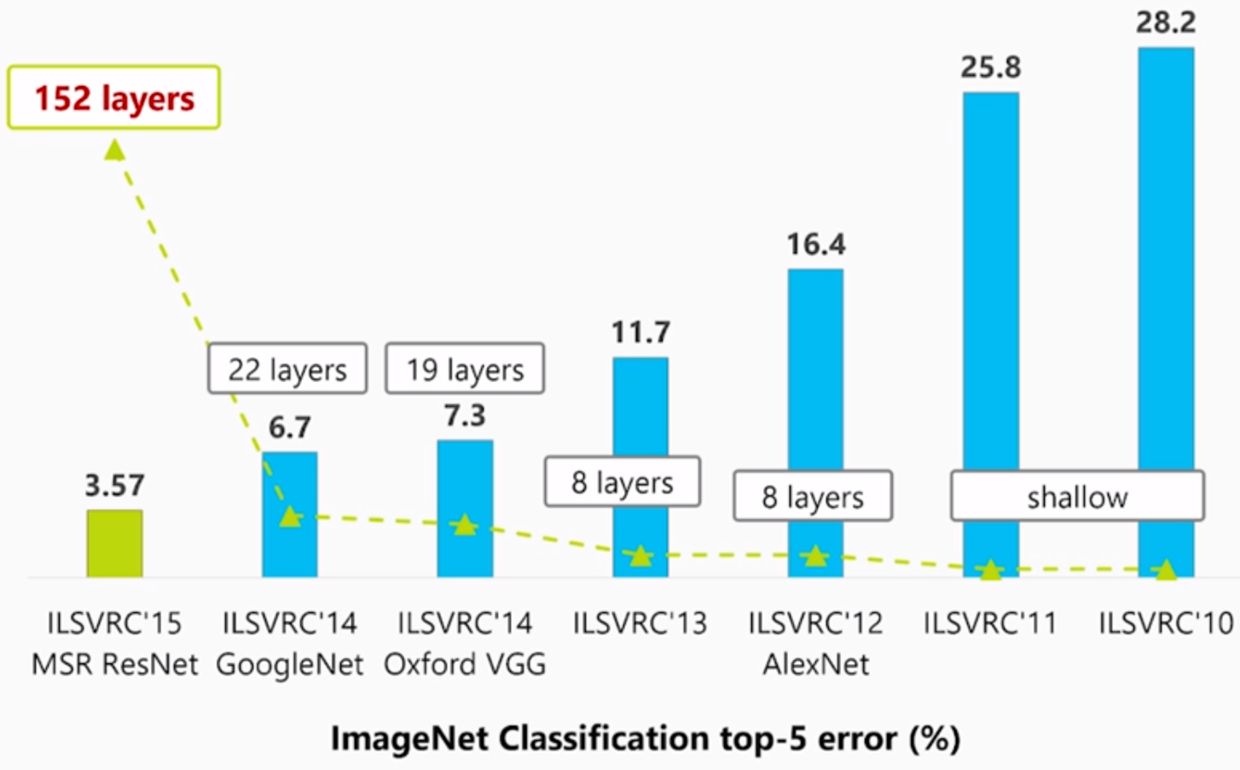 28.2
25.8
152 layers
16.4
11.7
22 layers
19 layers
6.7
7.3
3.57
8 layers
8 layers
shallow
ILSVRC'15
MSR ResNet
ILSVRC'14
GoogleNet
ILSVRC'14
Oxford VGG
ILSVRC'13
ILSVRC'12
AlexNet
ILSVRC'11
ILSVRC'10
ImageNet Classification top-5 error (%)